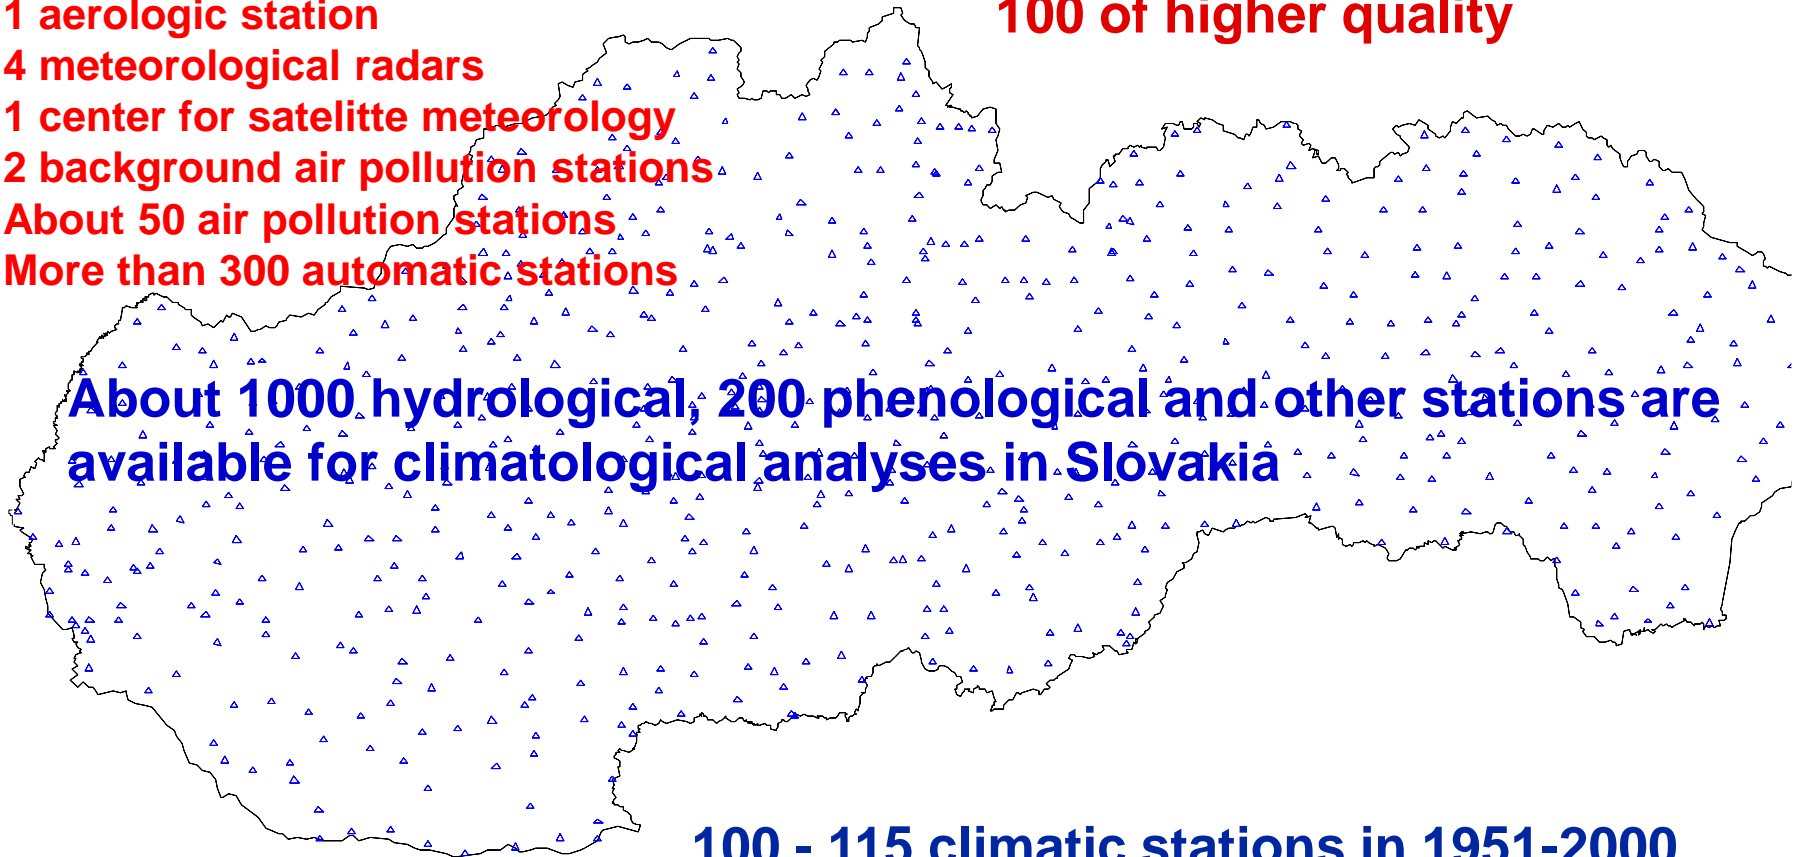 1 aerologic station
100 of higher quality
4 meteorological radars
1 center for satelitte meteorology
2 background air pollution stations
About 50 air pollution stations
More than 300 automatic stations
About 1000 hydrological, 200 phenological and other stations are
available for climatological analyses in Slovakia
100 - 115 climatic stations in 1951-2000